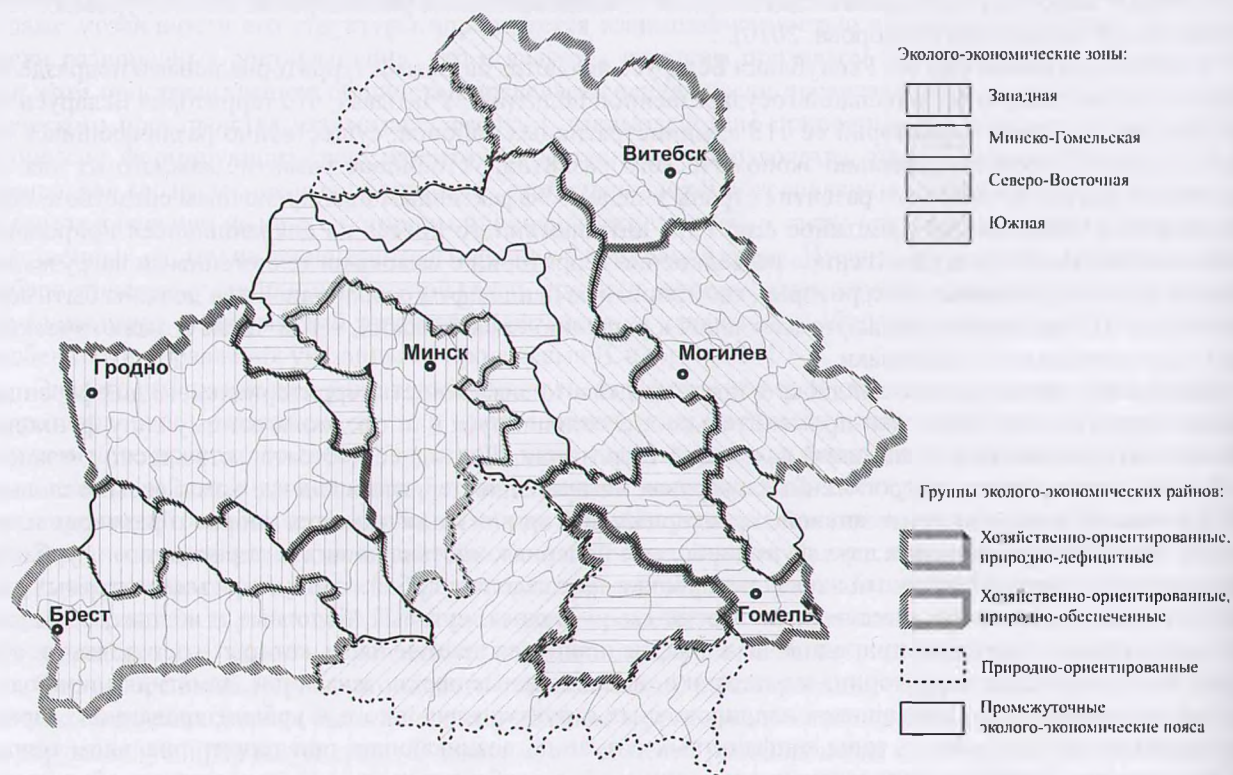 Эколого-экономические зоны:
Западная
Минско-Гомельская
Северо-Восточная
Южная
Витебск
Минск
Могилев
Гродно
Брест
Гомель
Группы эколого-экономических райнов:
Хозяйственно-ориентированные,
природно-дефицитные
Хозяйственно-ориентированные,
природно-обеспеченные
Природно-ориентированные
Промежуточные
эколого-экономические пояса